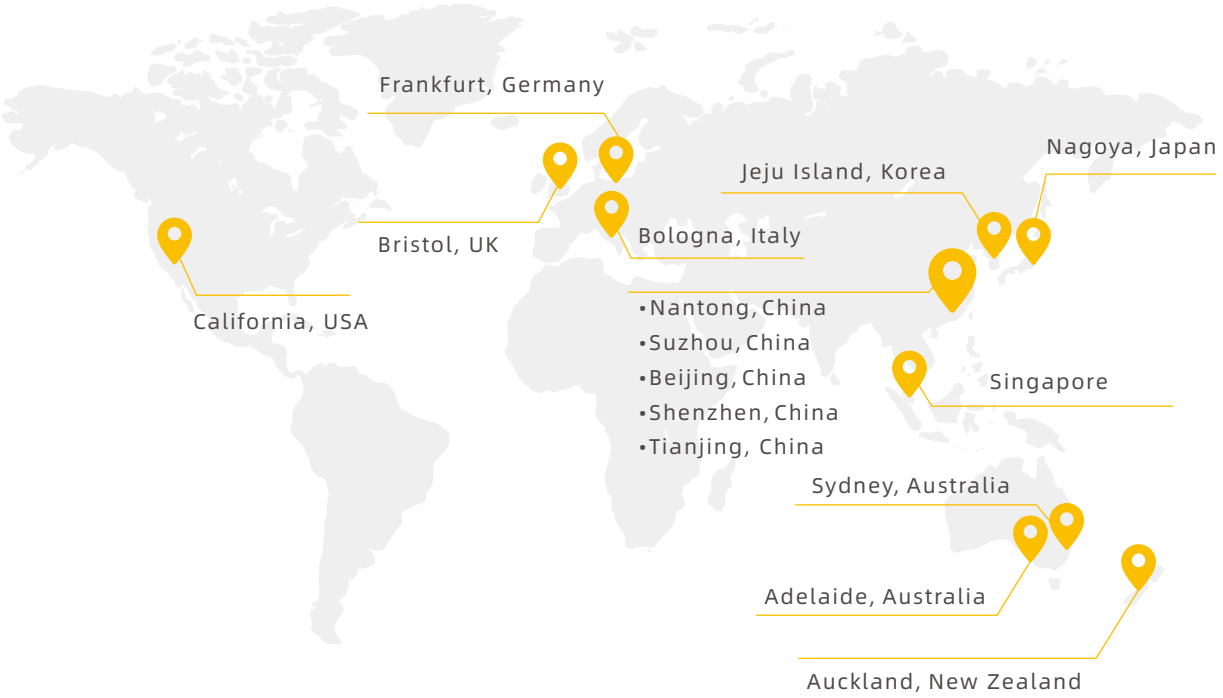 Frankfurt, Germany
Nagoya, Japan
Jeju Island, Korea
Bristol, UK
Bologna, Italy
California, USA
•Nantong, China
•Suzhou, China
•Beijing, China
•Shenzhen, China
•Tianjing, China
Singapore
Sydney, Australia
Adelaide, Australia
Auckland, New Zealand